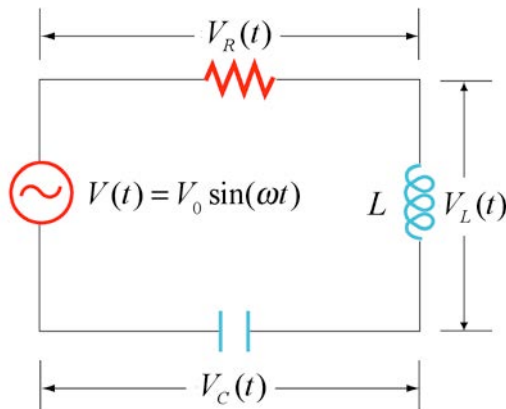 V_R(t)
V(t) = V_0 sin(ωt)
L
V_L(t)
V_C(t)